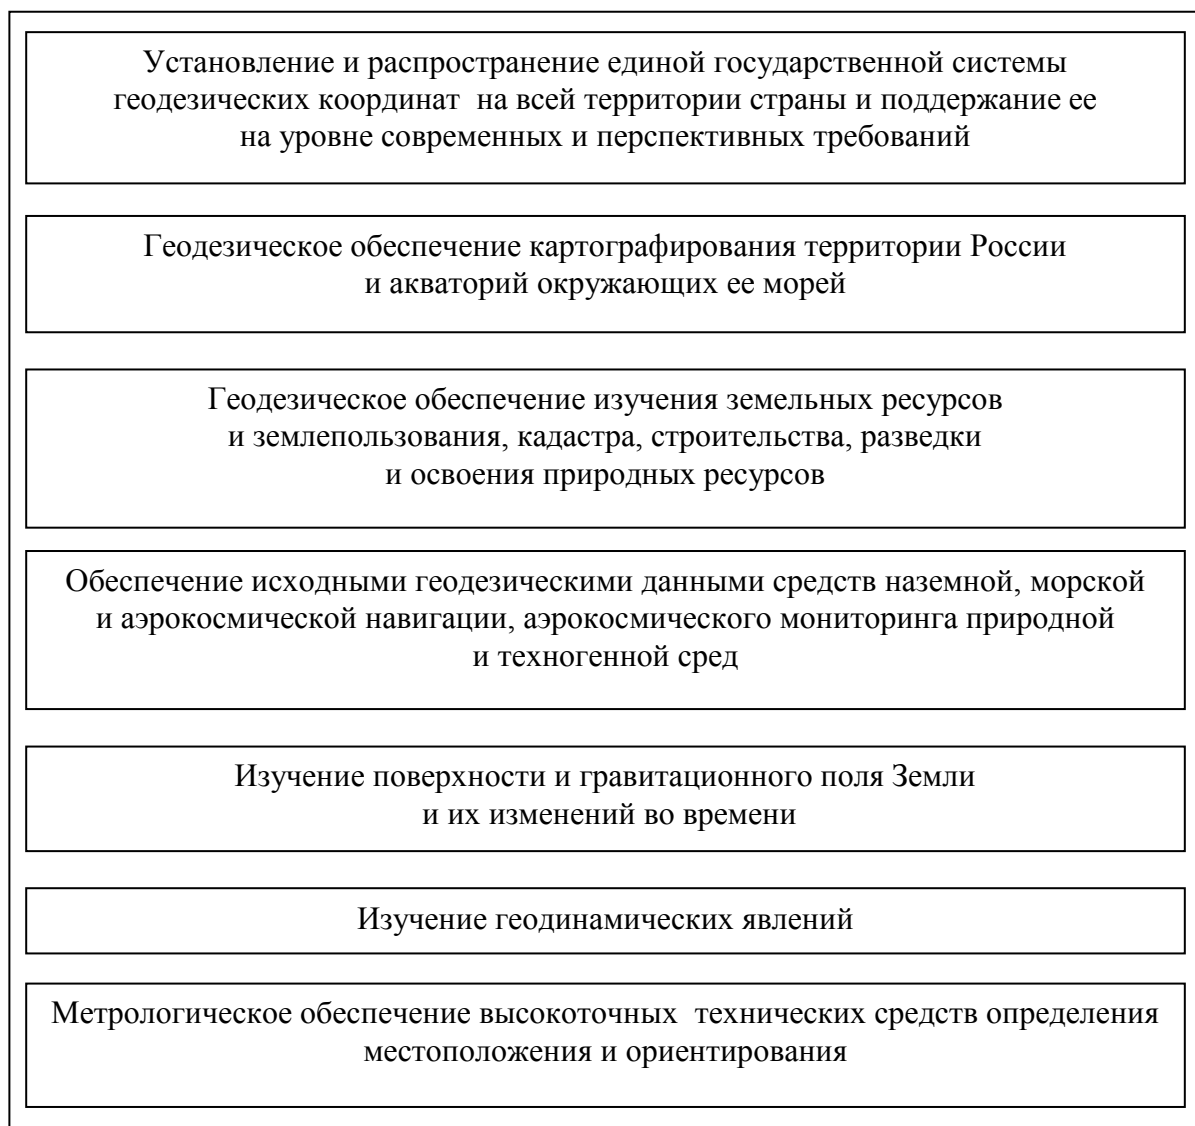 Установление и распространение единой государственной системы
геодезических координат на всей территории страны и поддержание ее
на уровне современных и перспективных требований
Геодезическое обеспечение картографирования территории России
и акваторий окружающих ее морей
Геодезическое обеспечение изучения земельных ресурсов
и землепользования, кадастра, строительства, разведки
и освоения природных ресурсов
Обеспечение исходными геодезическими данными средств наземной, морской
и аэрокосмической навигации, аэрокосмического мониторинга природной
и техногенной сред
Изучение поверхности и гравитационного поля Земли
и их изменений во времени
Изучение геодинамических явлений
Метрологическое обеспечение высокоточных технических средств определения
местоположения и ориентирования